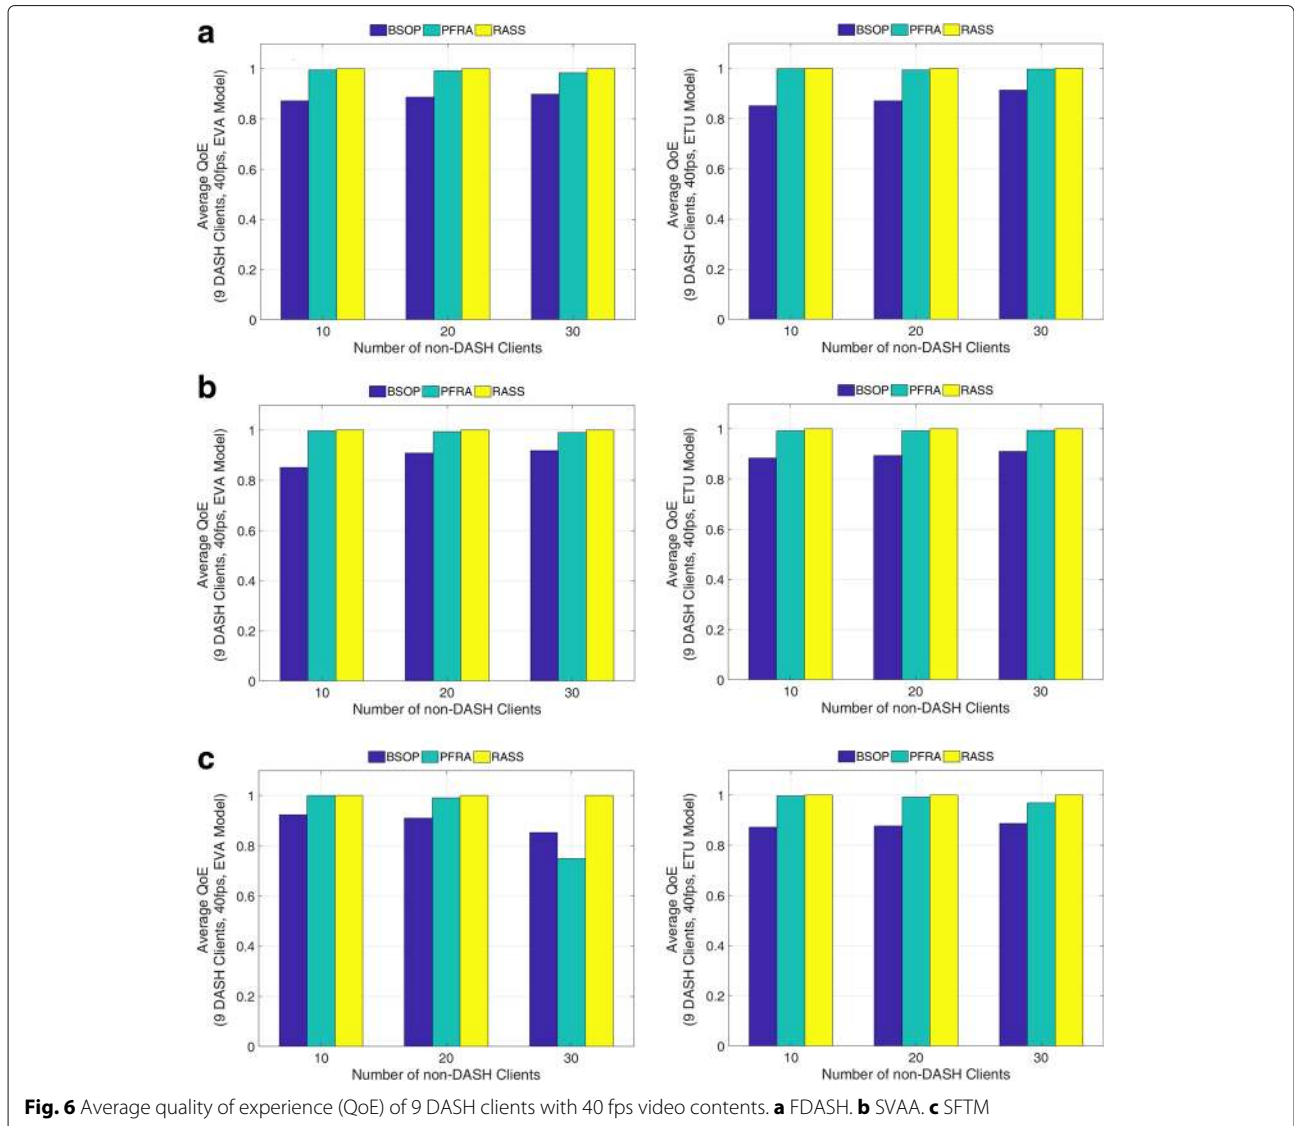 a
BSOP PFRA RASS
1
0.8
0.6
0.4
0.2
0
10 20 30
Number of non-DASH Clients
Average QoE
(9 DASH Clients, 40fps, EVA Model)
BSOP PFRA RASS
1
0.8
0.6
0.4
0.2
0
10 20 30
Number of non-DASH Clients
Average QoE
(9 DASH Clients, 40fps, ETU Model)
b
BSOP PFRA RASS
1
0.8
0.6
0.4
0.2
0
10 20 30
Number of non-DASH Clients
Average QoE
(9 DASH Clients, 40fps, EVA Model)
BSOP PFRA RASS
1
0.8
0.6
0.4
0.2
0
10 20 30
Number of non-DASH Clients
Average QoE
(9 DASH Clients, 40fps, ETU Model)
c
BSOP PFRA RASS
1
0.8
0.6
0.4
0.2
0
10 20 30
Number of non-DASH Clients
Average QoE
(9 DASH Clients, 40fps, EVA Model)
BSOP PFRA RASS
1
0.8
0.6
0.4
0.2
0
10 20 30
Number of non-DASH Clients
Average QoE
(9 DASH Clients, 40fps, ETU Model)
Fig. 6 Average quality of experience (QoE) of 9 DASH clients with 40 fps video contents. a FDASH. b SVAA. c SFTM